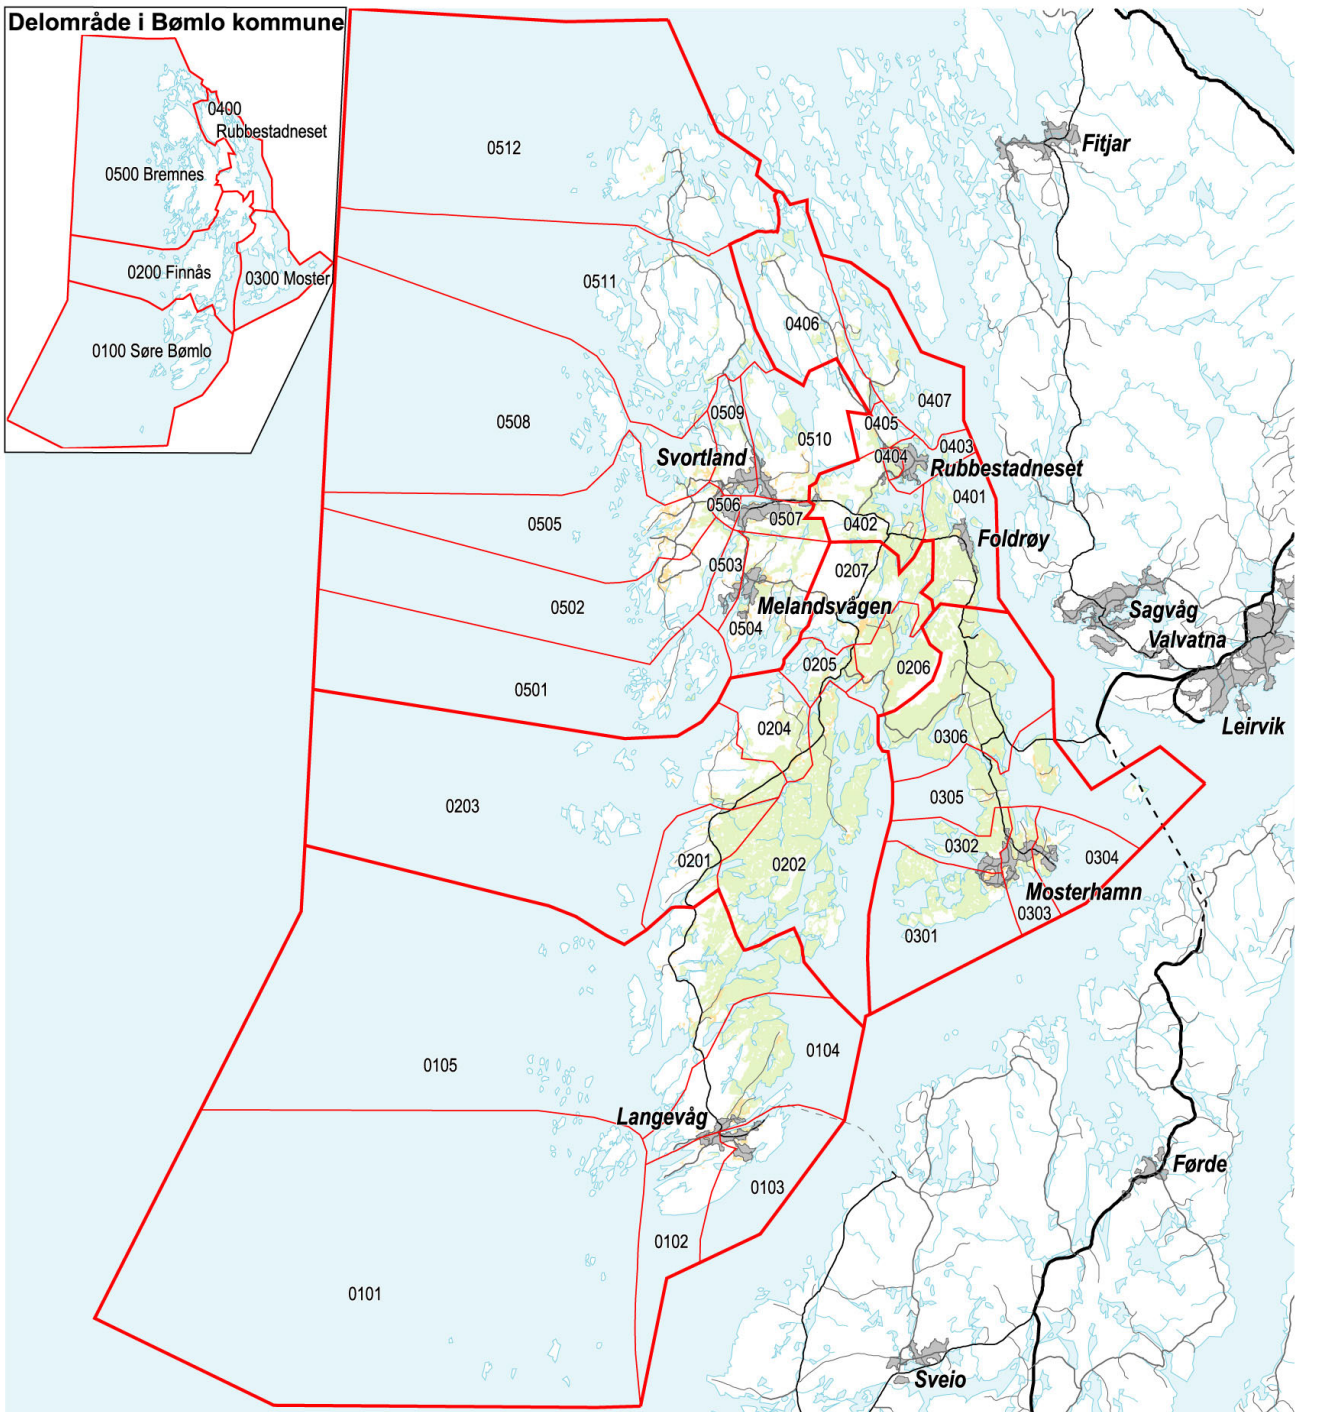 Delområde i Bømlo kommune
0400
Rubbestadneset
0500 Bremnes
0200 Finnås
0300 Moster
0100 Søre Bømlo
0512
Fitjar
0511
0406
0407
0508
0509
0405
0510
0403
Svortland
0404
Rubbestadneset
0401
0506
0507
0505
0402
Foldrøy
0503
0207
0502
Melandsvågen
Sagvåg
0504
Valvatna
0205
0206
0501
0204
0306
Leirvik
0203
0305
0302
0201
0202
0304
Mosterhamn
0303
0301
0104
0105
Langevåg
Førde
0103
0102
0101
Sveio